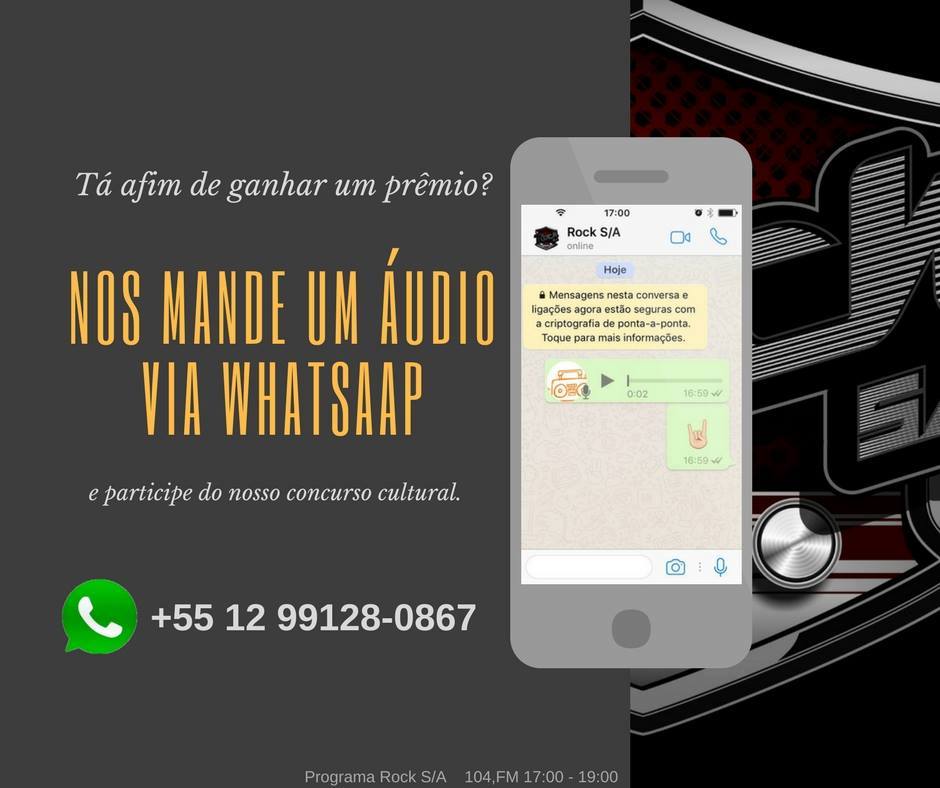 Tá afim de ganhar um prêmio?
NOS MANDE UM ÁUDIO
VIA WHATSAAP
e participe do nosso concurso cultural.
+55 12 99128-0867
17:00
Rock S/A
online
Hoje
Mensagens nesta conversa e
ligações agora estão seguras com
a criptografia de ponta-a-ponta.
Toque para mais informações.
0:02 16:59
16:59
Programa Rock S/A 104,FM 17:00 - 19:00